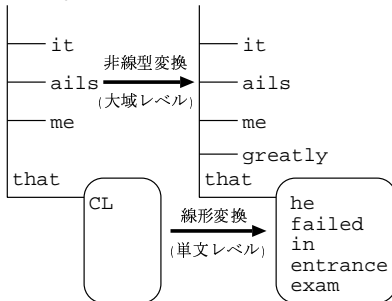 it
ails
me
that
CL
非線型変換
(大域レベル)
it
ails
me
greatly
that
線形変換
(単文レベル)
he
failed
in
entrance
exam